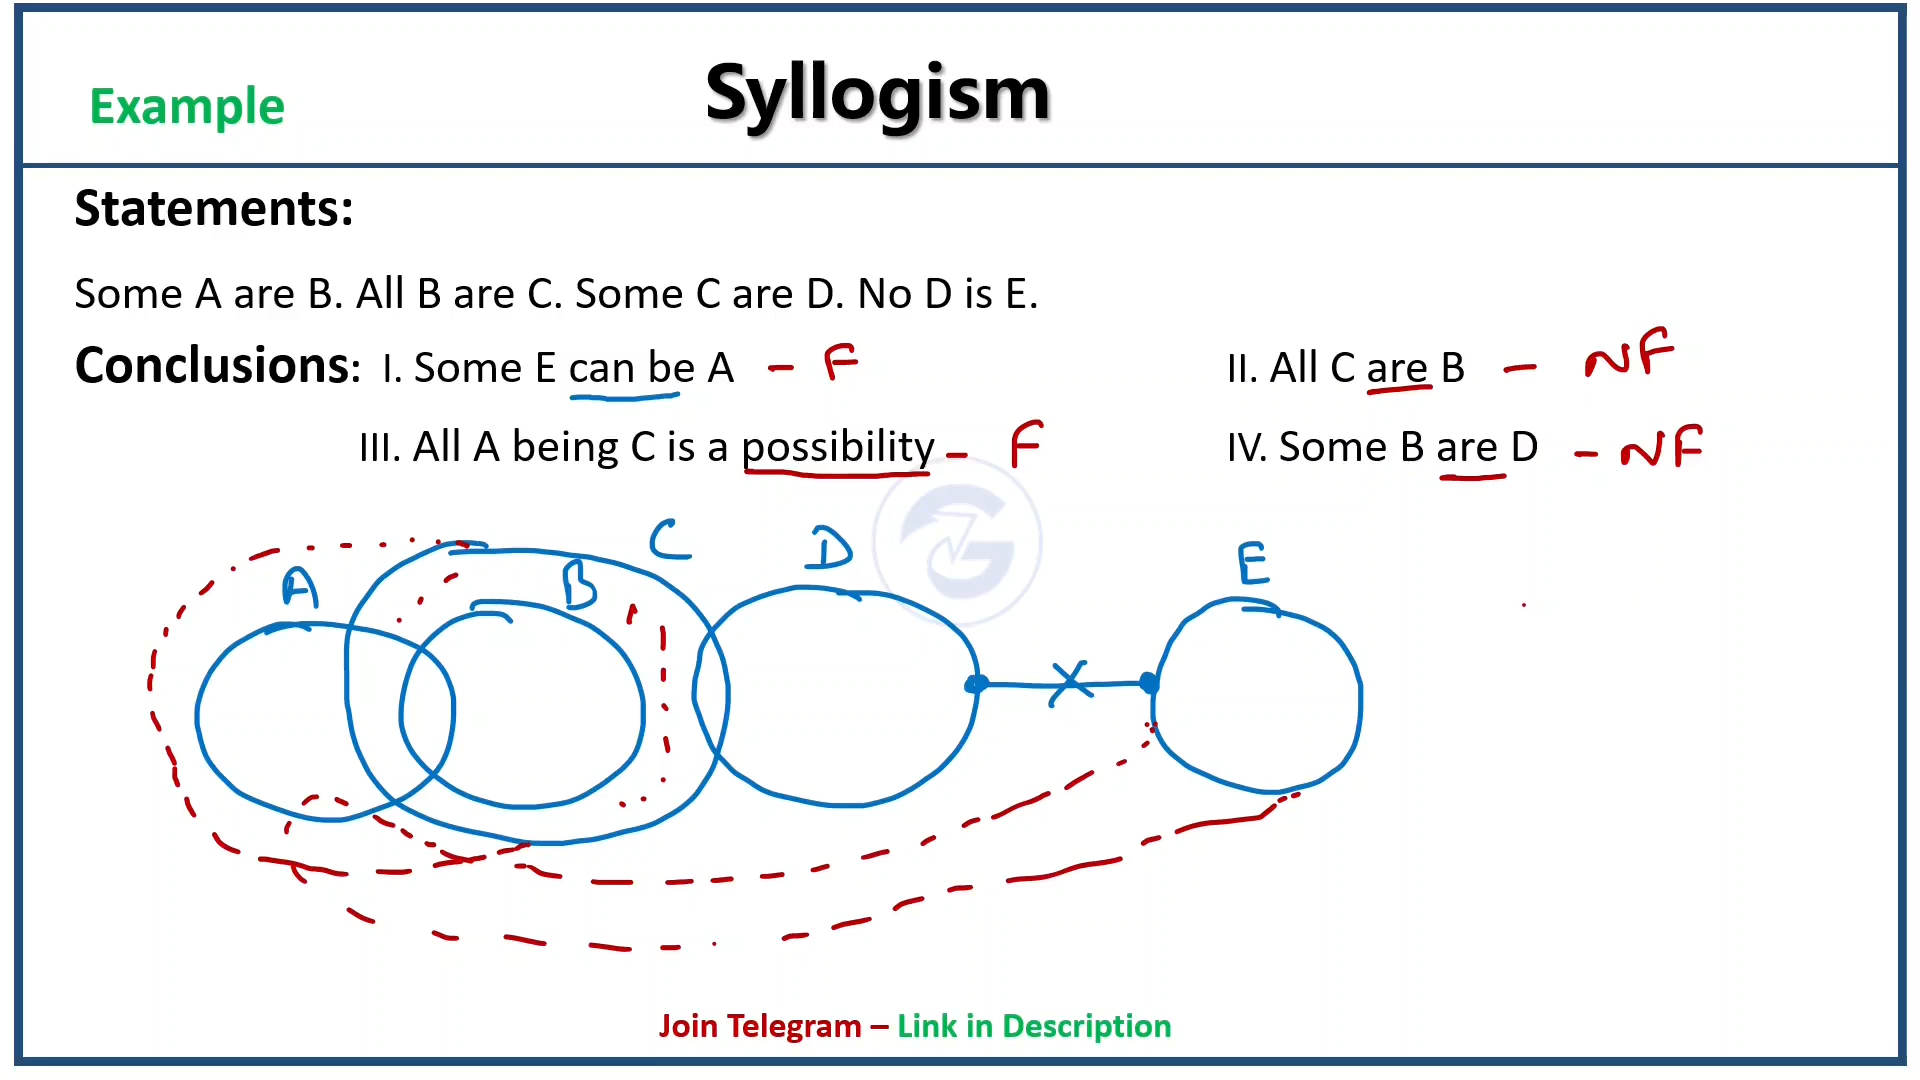 Example
Syllogism
Statements:
Some A are B. All B are C. Some C are D. No D is E.
Conclusions: I. Some E can be A – F II. All C are B – NF
III. All A being C is a possibility – F IV. Some B are D – NF
A B C D E
Join Telegram – Link in Description